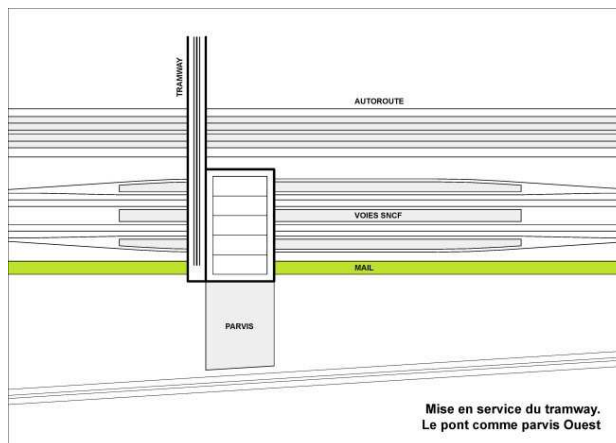 TRAMWAY
AUTOROUTE
VOIES SNCF
MAIL
PARVIS
Mise en service du tramway.
Le pont comme parvis Ouest